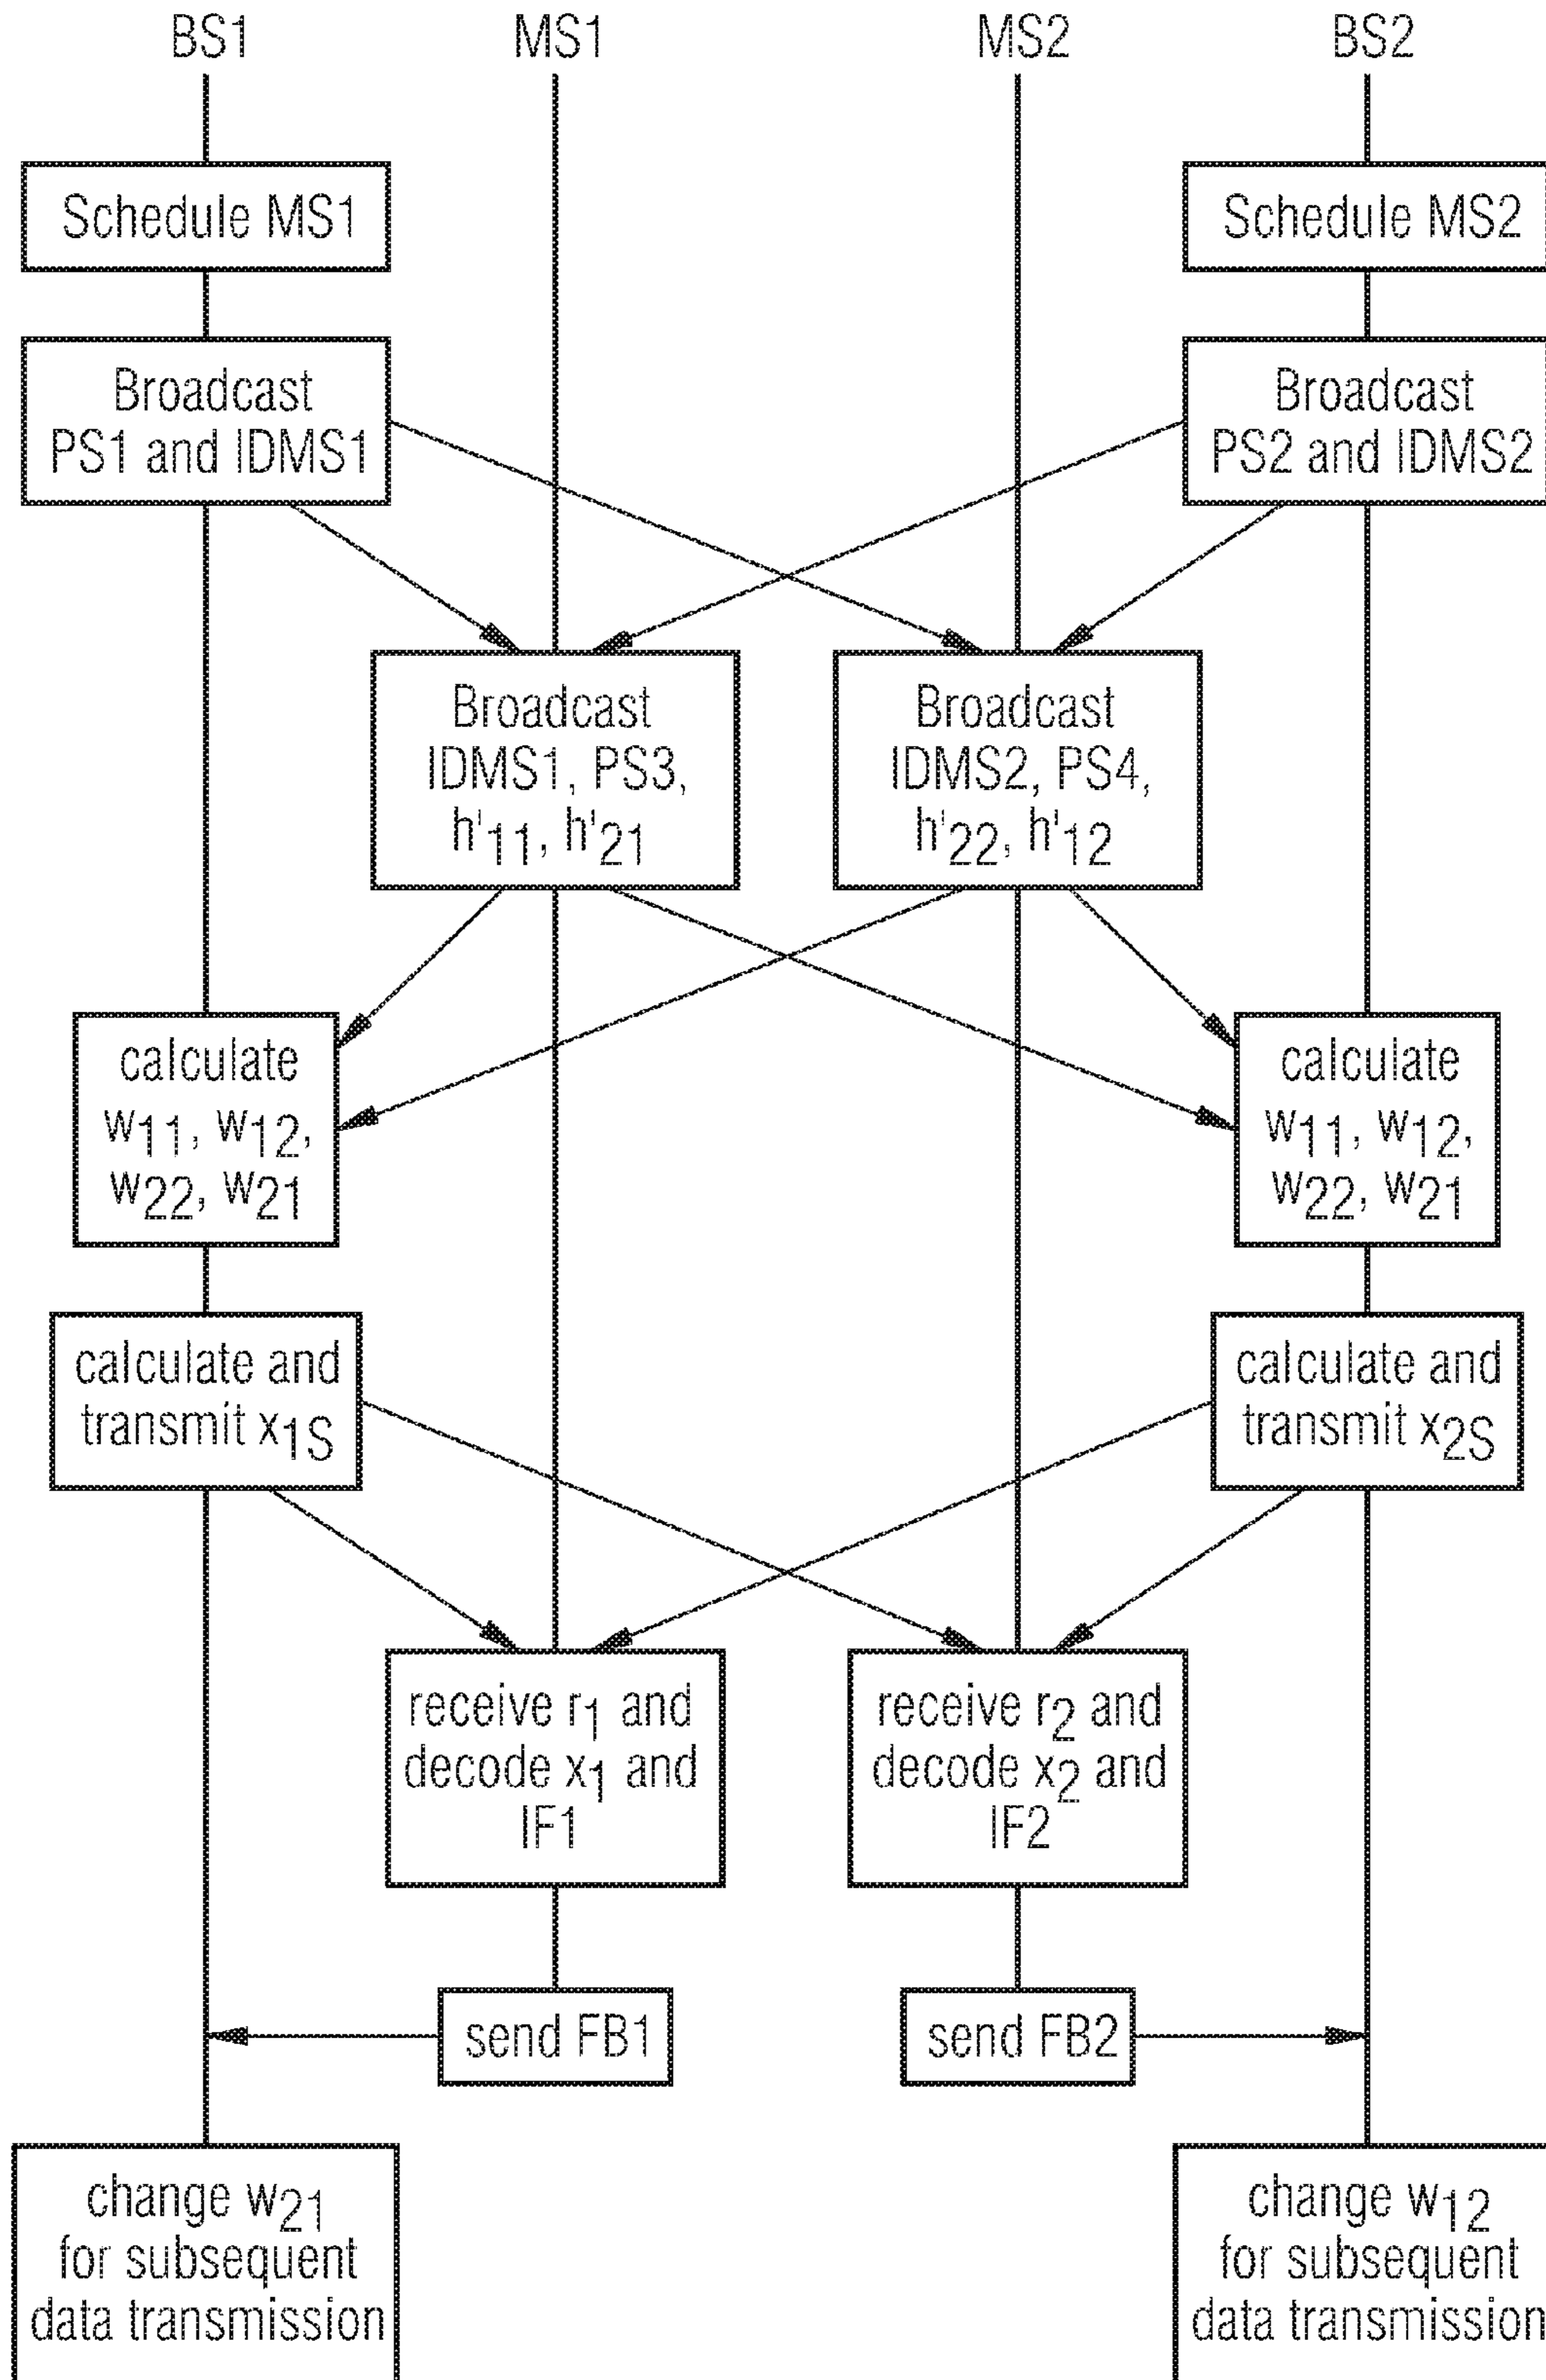 BS1 MS1 MS2 BS2
Schedule MS1
Schedule MS2
Broadcast
PS1 and IDMS1
Broadcast
PS2 and IDMS2
Broadcast
IDMS1, PS3,
h'11, h'21
Broadcast
IDMS2, PS4,
h'22, h'12
calculate
w11, w12,
w22, w21
calculate
w11, w12,
w22, w21
calculate and
transmit x1S
calculate and
transmit x2S
receive r1 and
decode x1 and
IF1
receive r2 and
decode x2 and
IF2
send FB1
send FB2
change w21
for subsequent
data transmission
change w12
for subsequent
data transmission